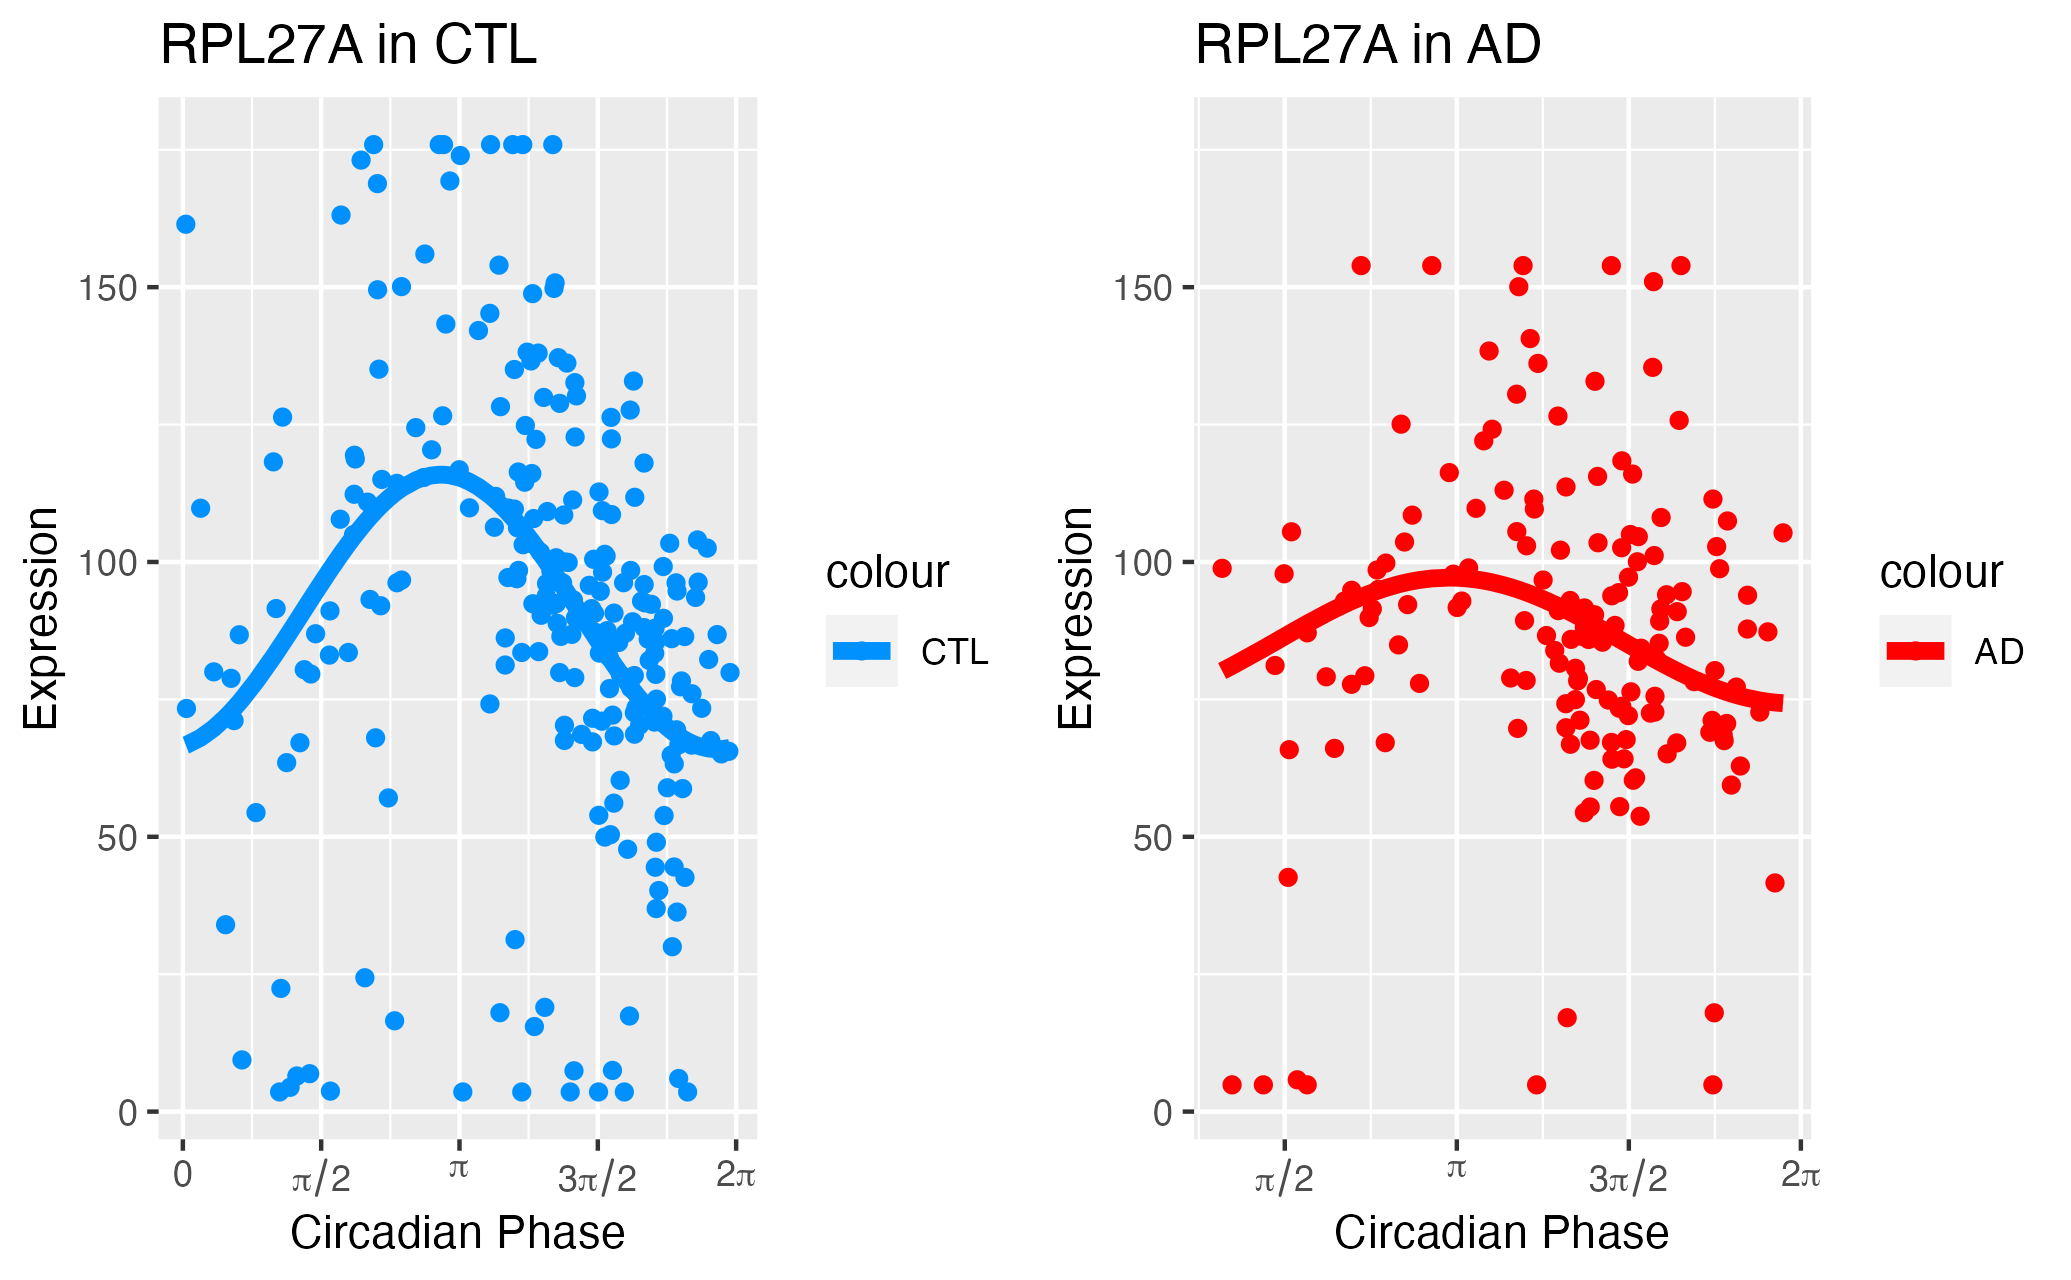 RPL27A in CTL
Expression
150
100
50
0
0 π/2 π 3π/2 2π
Circadian Phase
colour
CTL
RPL27A in AD
Expression
150
100
50
0
π/2 π 3π/2 2π
Circadian Phase
colour
AD